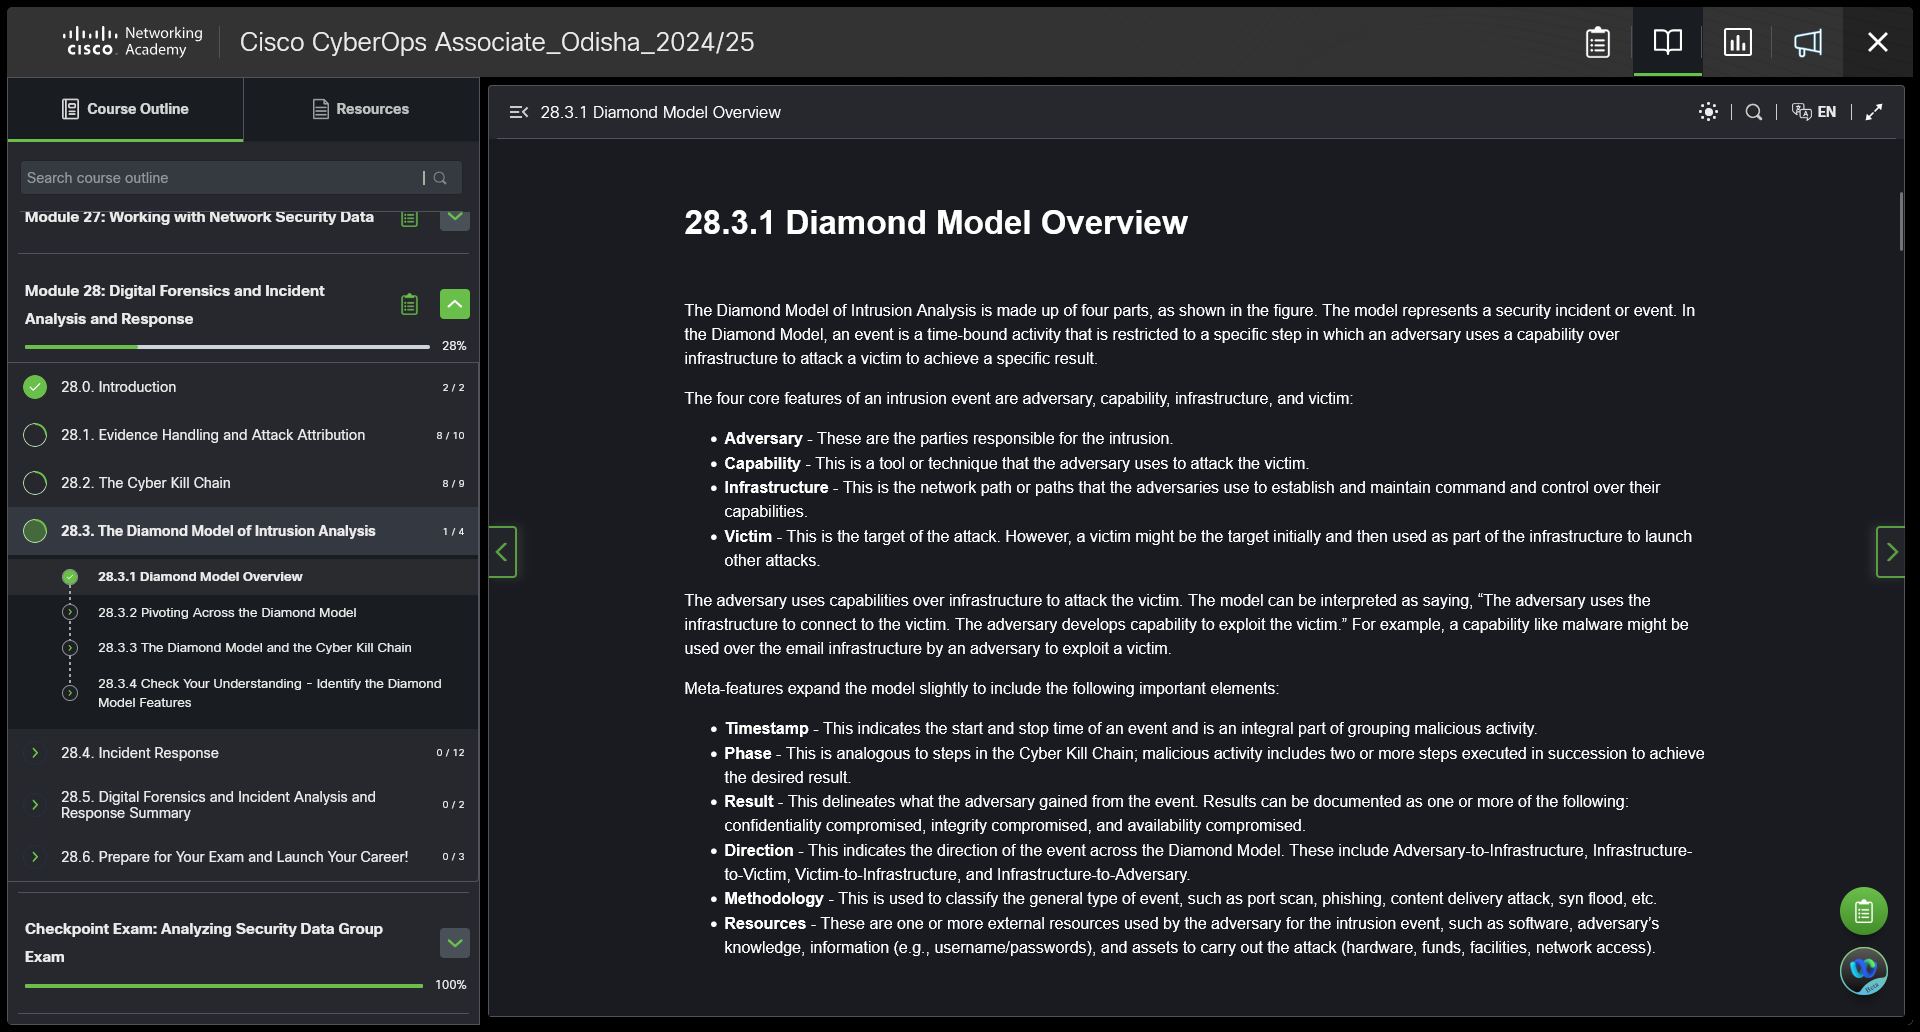 Networking
Academy
CISCO
Cisco CyberOps Associate_Odisha_2024/25
Course Outline
Resources
Search course outline
Module 27: Working with Network Security Data
Module 28: Digital Forensics and Incident
Analysis and Response
28%
28.0. Introduction
2 / 2
28.1. Evidence Handling and Attack Attribution
8 / 10
28.2. The Cyber Kill Chain
8 / 9
28.3. The Diamond Model of Intrusion Analysis
1 / 4
28.3.1 Diamond Model Overview
28.3.2 Pivoting Across the Diamond Model
28.3.3 The Diamond Model and the Cyber Kill Chain
28.3.4 Check Your Understanding - Identify the Diamond
Model Features
28.4. Incident Response
0 / 12
28.5. Digital Forensics and Incident Analysis and
Response Summary
0 / 2
28.6. Prepare for Your Exam and Launch Your Career!
0 / 3
Checkpoint Exam: Analyzing Security Data Group
Exam
100%
28.3.1 Diamond Model Overview
EN
28.3.1 Diamond Model Overview
The Diamond Model of Intrusion Analysis is made up of four parts, as shown in the figure. The model represents a security incident or event. In
the Diamond Model, an event is a time-bound activity that is restricted to a specific step in which an adversary uses a capability over
infrastructure to attack a victim to achieve a specific result.
The four core features of an intrusion event are adversary, capability, infrastructure, and victim:
• Adversary - These are the parties responsible for the intrusion.
• Capability - This is a tool or technique that the adversary uses to attack the victim.
• Infrastructure - This is the network path or paths that the adversaries use to establish and maintain command and control over their
capabilities.
• Victim - This is the target of the attack. However, a victim might be the target initially and then used as part of the infrastructure to launch
other attacks.
The adversary uses capabilities over infrastructure to attack the victim. The model can be interpreted as saying, “The adversary uses the
infrastructure to connect to the victim. The adversary develops capability to exploit the victim.” For example, a capability like malware might be
used over the email infrastructure by an adversary to exploit a victim.
Meta-features expand the model slightly to include the following important elements:
• Timestamp - This indicates the start and stop time of an event and is an integral part of grouping malicious activity.
• Phase - This is analogous to steps in the Cyber Kill Chain; malicious activity includes two or more steps executed in succession to achieve
the desired result.
• Result - This delineates what the adversary gained from the event. Results can be documented as one or more of the following:
confidentiality compromised, integrity compromised, and availability compromised.
• Direction - This indicates the direction of the event across the Diamond Model. These include Adversary-to-Infrastructure, Infrastructure-
to-Victim, Victim-to-Infrastructure, and Infrastructure-to-Adversary.
• Methodology - This is used to classify the general type of event, such as port scan, phishing, content delivery attack, syn flood, etc.
• Resources - These are one or more external resources used by the adversary for the intrusion event, such as software, adversary’s
knowledge, information (e.g., username/passwords), and assets to carry out the attack (hardware, funds, facilities, network access).
Beta